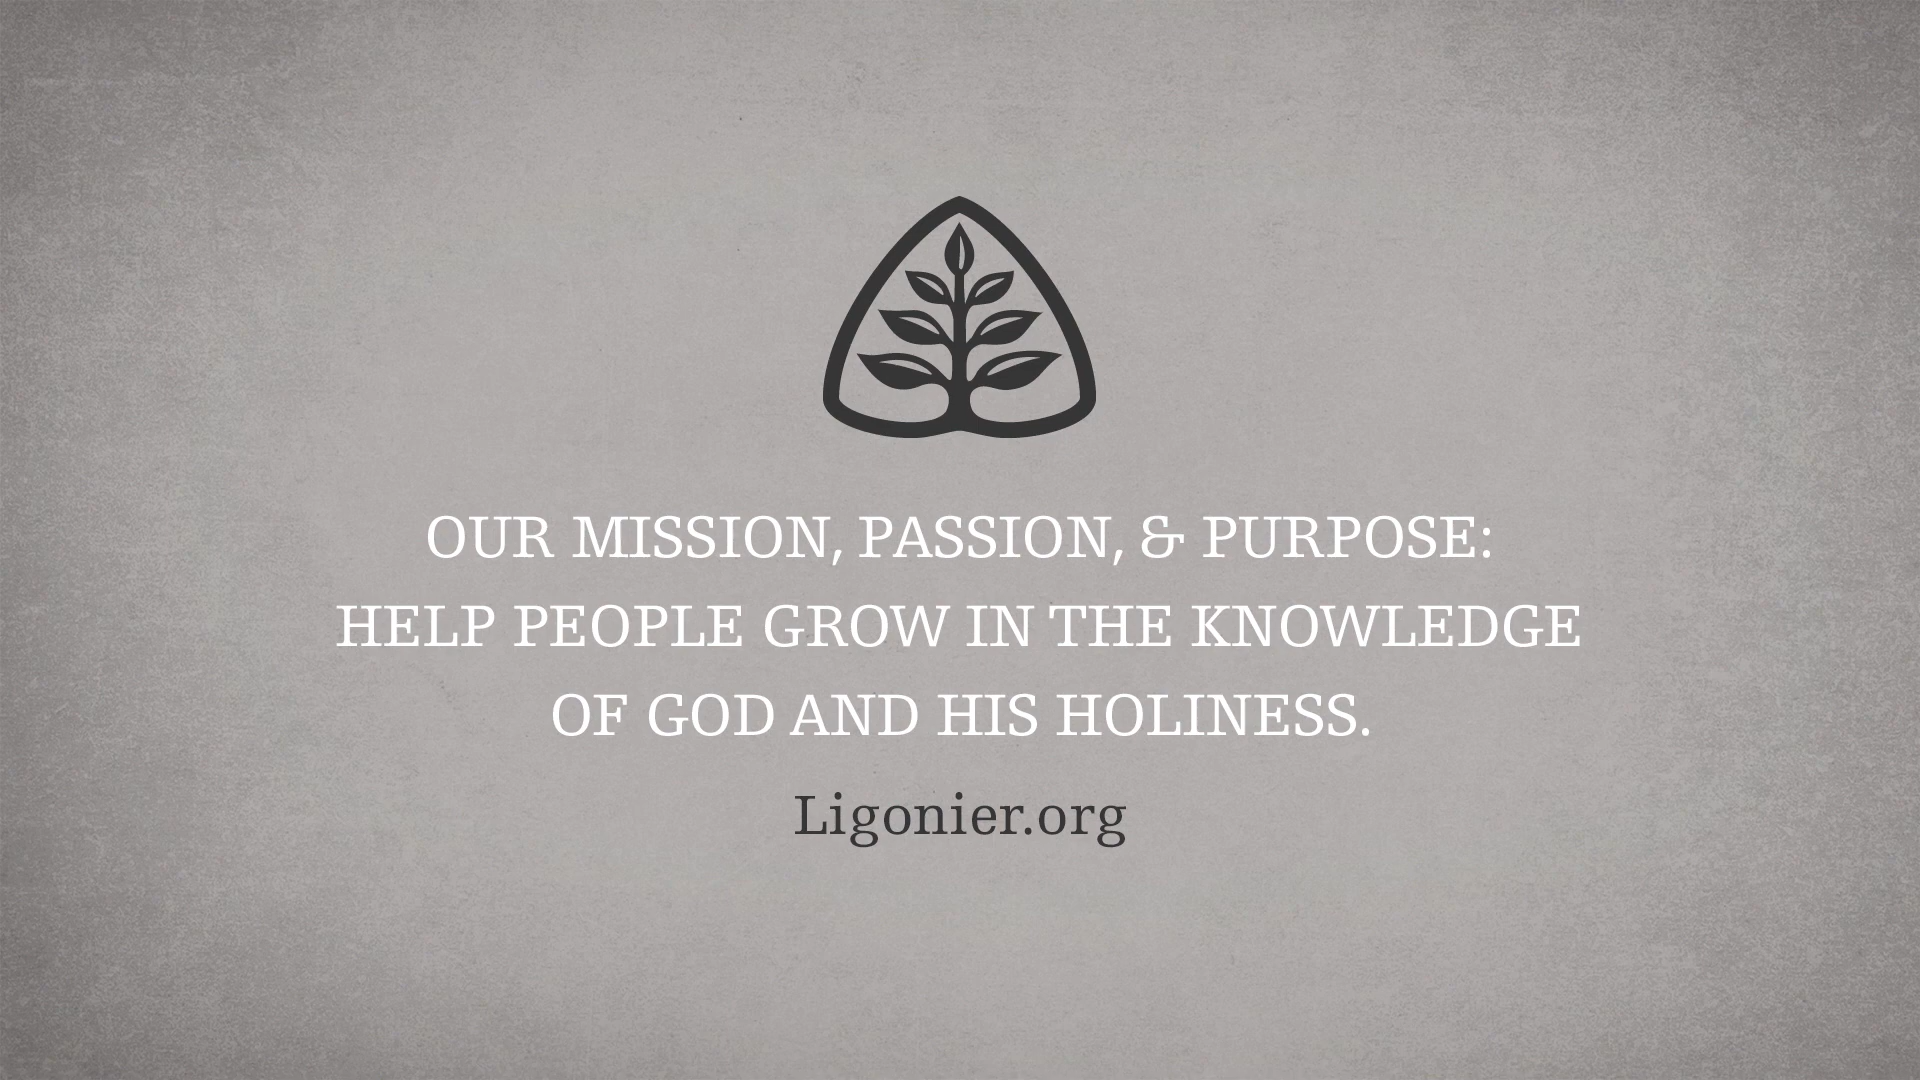 OUR MISSION, PASSION, & PURPOSE:
HELP PEOPLE GROW IN THE KNOWLEDGE
OF GOD AND HIS HOLINESS.
Ligonier.org